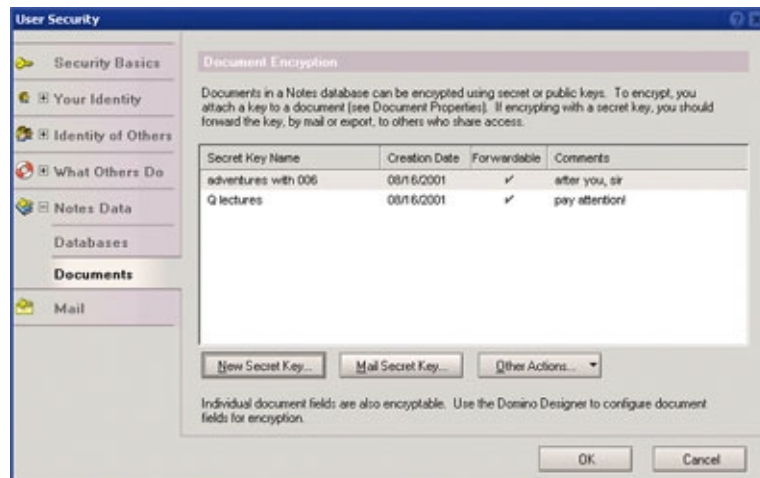 User Security
Security Basics
Your Identity
Identity of Others
What Others Do
Notes Data
Databases
Documents
Mail
Document Encryption
Documents in a Notes database can be encrypted using secret or public keys. To encrypt, you
attach a key to a document (see Document Properties). If encrypting with a secret key, you should
forward the key, by mail or export, to others who share access.
Secret Key Name Creation Date Forwardable Comments
adventures with 006 08/16/2001 ✓ after you, sir
Q lectures 08/16/2001 ✓ pay attention!
New Secret Key... Mail Secret Key... Other Actions...
Individual document fields are also encryptable. Use the Domino Designer to configure document
fields for encryption.
OK Cancel